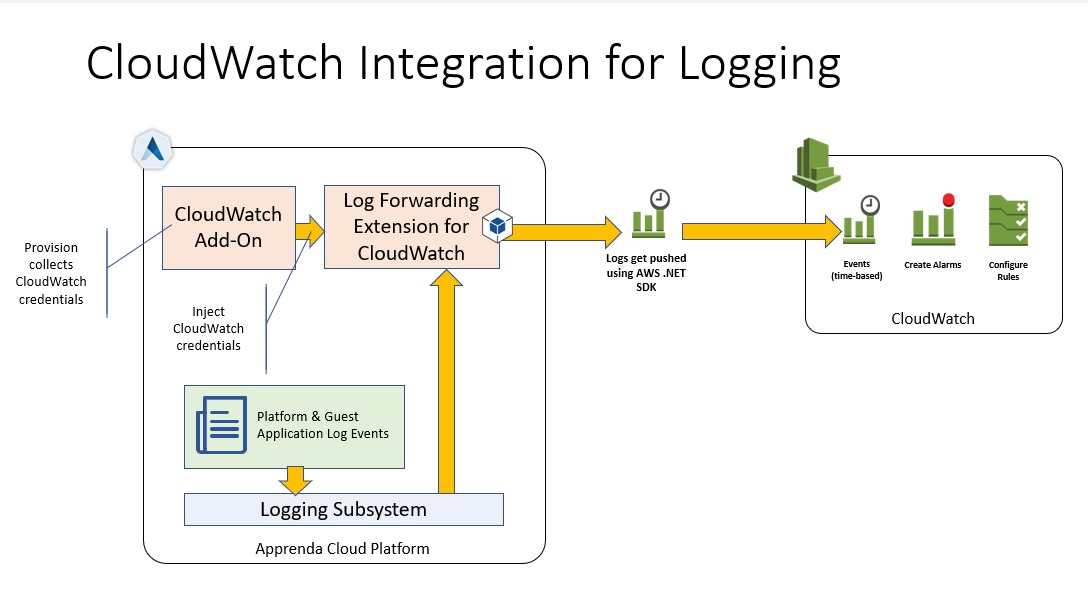 CloudWatch Integration for Logging
CloudWatch
Add-On
Log Forwarding
Extension for
CloudWatch
Provision
collects
CloudWatch
credentials
Inject
CloudWatch
credentials
Platform & Guest
Application Log Events
Logging Subsystem
Apprenda Cloud Platform
Logs get pushed
using AWS .NET
SDK
Events
(time-based)
Create Alarms
Configure
Rules
CloudWatch